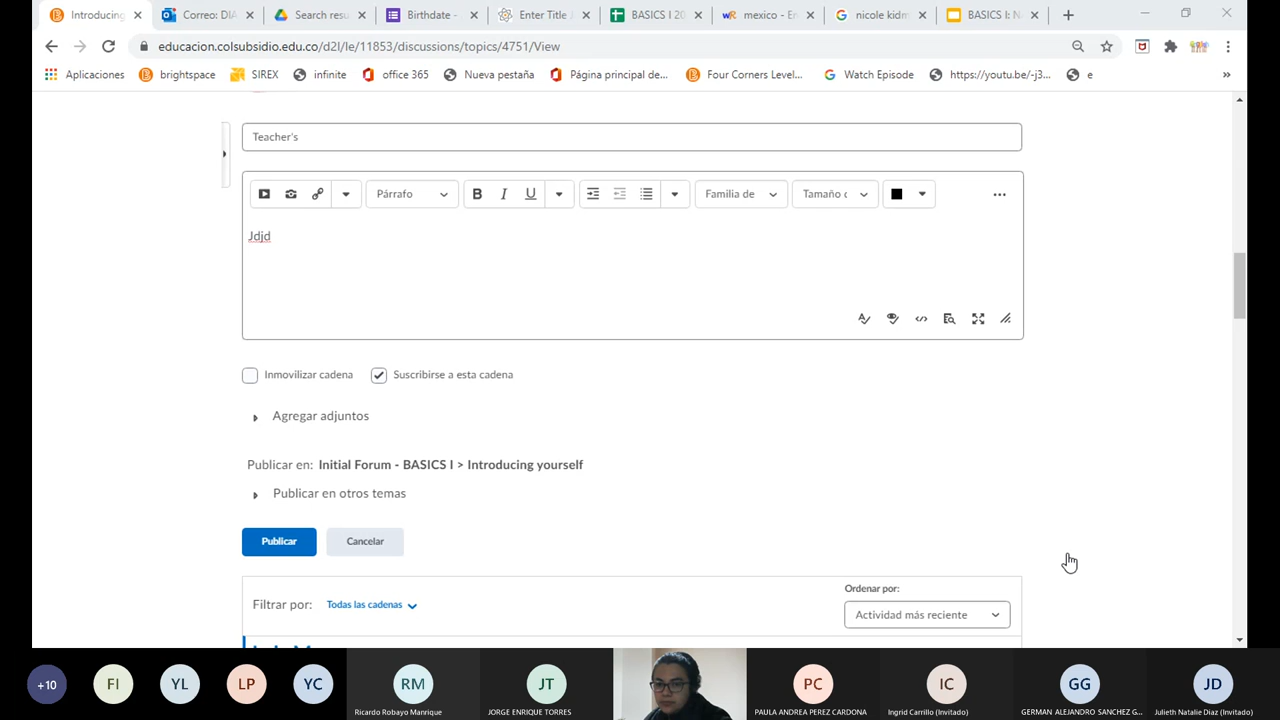 Introducing
Correo: DIA
Search resu
Birthdate -
Enter Title
BASICS I 20
mexico - En
nicole kidm
BASICS I: N
educacion.colsubsidio.edu.co/d2l/le/11853/discussions/topics/4751/View
Aplicaciones
brightspace
SIREX
infinite
office 365
Nueva pestaña
Página principal de...
Four Corners Level...
Watch Episode
https://youtu.be/-j3...
e
»
Teacher's
Párrafo
B I U
Familia de
Tamaño c
Jdjd
Inmovilizar cadena
Suscribirse a esta cadena
Agregar adjuntos
Publicar en: Initial Forum - BASICS I > Introducing yourself
Publicar en otros temas
Publicar
Cancelar
Ordenar por:
Filtrar por: Todas las cadenas
Actividad más reciente
+10
FI
YL
LP
YC
RM
JT
PC
IC
GG
JD
Ricardo Robayo Manrique
JORGE ENRIQUE TORRES
PAULA ANDREA PEREZ CARDONA
Ingrid Carrillo (Invitado)
GERMAN ALEJANDRO SANCHEZ G...
Julieth Natalie Diaz (Invitado)